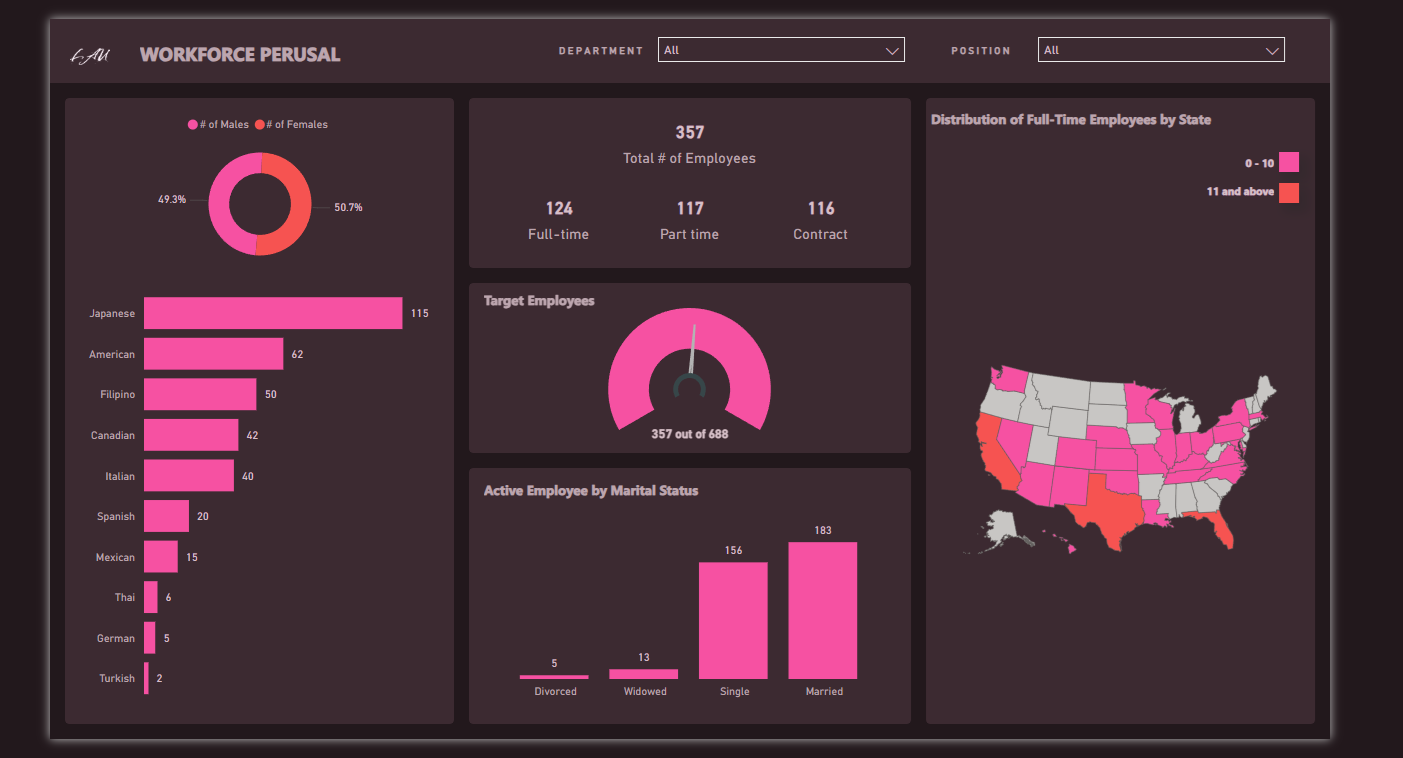 WORKFORCE PERUSAL
DEPARTMENT
All
POSITION
All
# of Males
# of Females
49.3%
50.7%
Japanese 115
American 62
Filipino 50
Canadian 42
Italian 40
Spanish 20
Mexican 15
Thai 6
German 5
Turkish 2
357
Total # of Employees
124 117 116
Full-time Part time Contract
Target Employees
357 out of 688
Active Employee by Marital Status
5 13 156 183
Divorced Widowed Single Married
Distribution of Full-Time Employees by State
0 - 10
11 and above